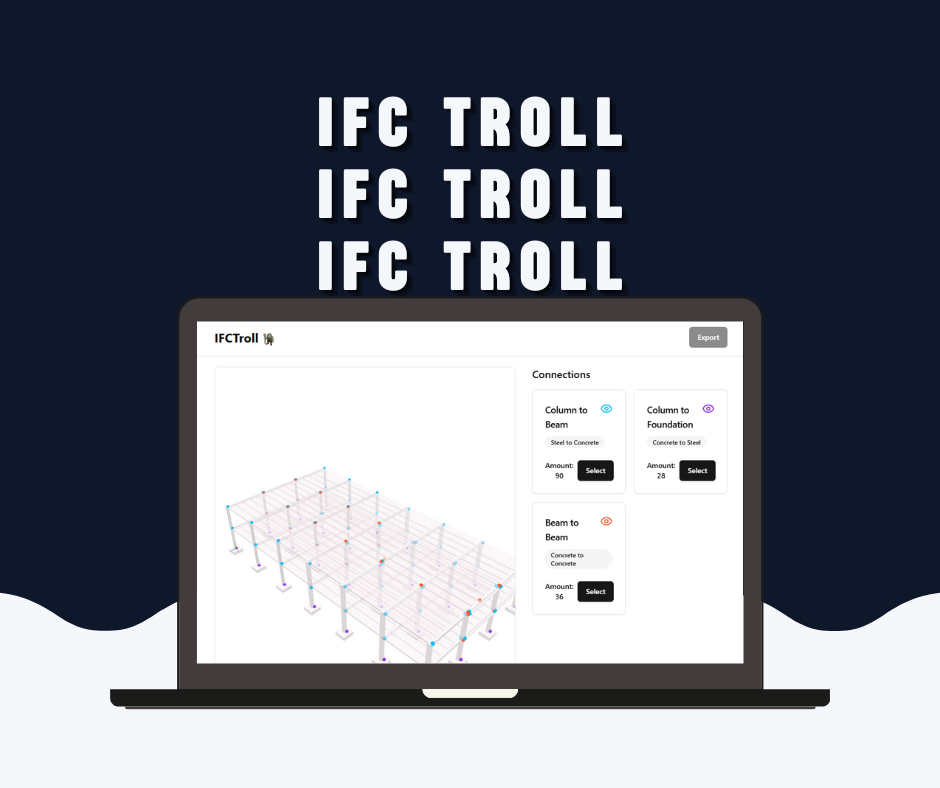 IFC TROLL
IFC TROLL
IFC TROLL
IFCTroll
Export
Connections
Column to
Beam
Steel to Concrete
Amount:
90
Select
Column to
Foundation
Concrete to Steel
Amount:
28
Select
Beam to
Beam
Concrete to
Concrete
Amount:
36
Select